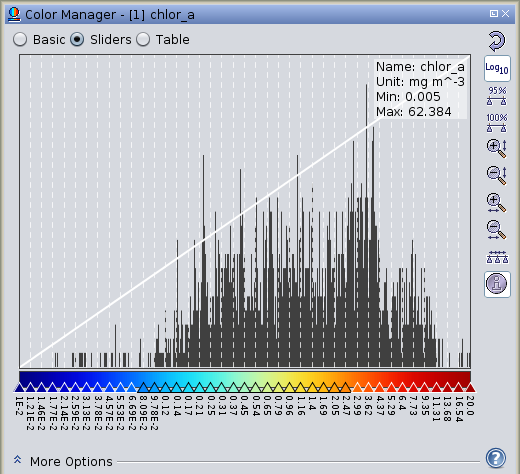 Color Manager - [1] chlor_a
Basic Sliders Table
Name: chlor_a
Unit: mg m^-3
Min: 0.005
Max: 62.384
Log10
95%
100%
1E-2
1.21E-2
1.46E-2
1.77E-2
2.14E-2
2.59E-2
3.13E-2
3.78E-2
4.57E-2
5.53E-2
6.69E-2
8.09E-2
9.78E-2
0.12
0.14
0.17
0.21
0.25
0.31
0.37
0.45
0.54
0.65
0.79
0.96
1.16
1.4
1.69
2.05
2.47
2.99
3.62
4.37
5.29
6.4
7.73
9.35
11.31
13.68
16.54
20.0
More Options